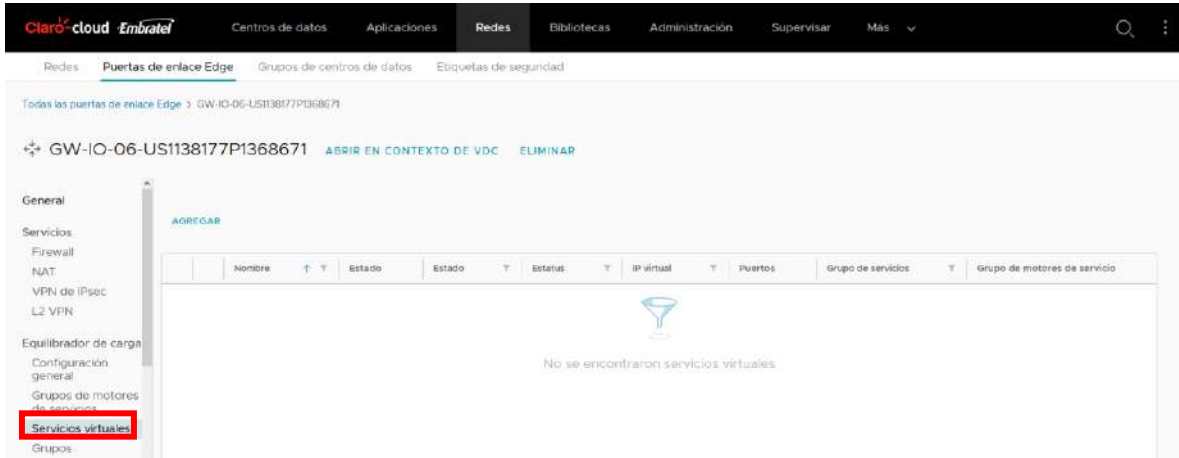 Claro-cloud Embratel Centros de datos Aplicaciones Redes Bibliotecas Administración Supervisar Más
Redes Puertas de enlace Edge Grupos de centros de datos Etiquetas de seguridad
Todas las puertas de enlace Edge > GW-IO-06-US1138177P1368671
GW-IO-06-US1138177P1368671 ABRIR EN CONTEXTO DE VDC ELIMINAR
General
AGREGAR
Servicios
Firewall
Nombre Estado Estado Estatus IP virtual Puertos Grupo de servicios Grupo de motores de servicio
NAT
VPN de IPsec
L2 VPN
Equilibrador de carga
No se encontraron servicios virtuales
Configuración
general
Grupos de motores
de servicios
Servicios virtuales
Grupos